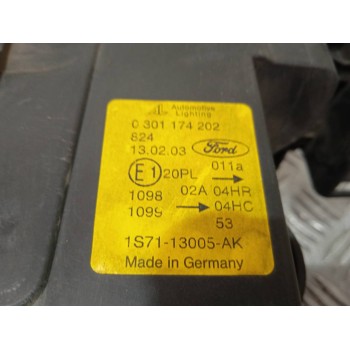 AL Automotive
Lighting
0 301 174 202
824
13.02.03 Ford
E1 20PL 011a
02A 04HR
1098
1099 04HC
53
1S71-13005-AK
Made in Germany